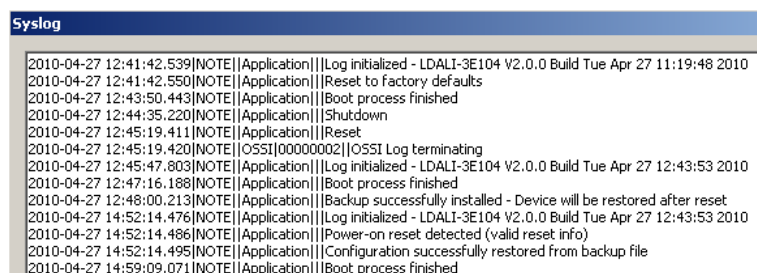 Syslog
2010-04-27 12:41:42.539|NOTE||Application|||Log initialized - LDALI-3E104 V2.0.0 Build Tue Apr 27 11:19:48 2010
2010-04-27 12:41:42.550|NOTE||Application|||Reset to factory defaults
2010-04-27 12:43:50.443|NOTE||Application|||Boot process finished
2010-04-27 12:44:35.220|NOTE||Application|||Shutdown
2010-04-27 12:45:19.411|NOTE||Application|||Reset
2010-04-27 12:45:19.420|NOTE||OSSI|00000002||OSSI Log terminating
2010-04-27 12:45:47.803|NOTE||Application|||Log initialized - LDALI-3E104 V2.0.0 Build Tue Apr 27 12:43:53 2010
2010-04-27 12:47:16.188|NOTE||Application|||Boot process finished
2010-04-27 12:48:00.213|NOTE||Application|||Backup successfully installed - Device will be restored after reset
2010-04-27 14:52:14.476|NOTE||Application|||Log initialized - LDALI-3E104 V2.0.0 Build Tue Apr 27 12:43:53 2010
2010-04-27 14:52:14.486|NOTE||Application|||Power-on reset detected (valid reset info)
2010-04-27 14:52:14.495|NOTE||Application|||Configuration successfully restored from backup file
2010-04-27 14:59:09.071|NOTE||Application|||Boot process finished